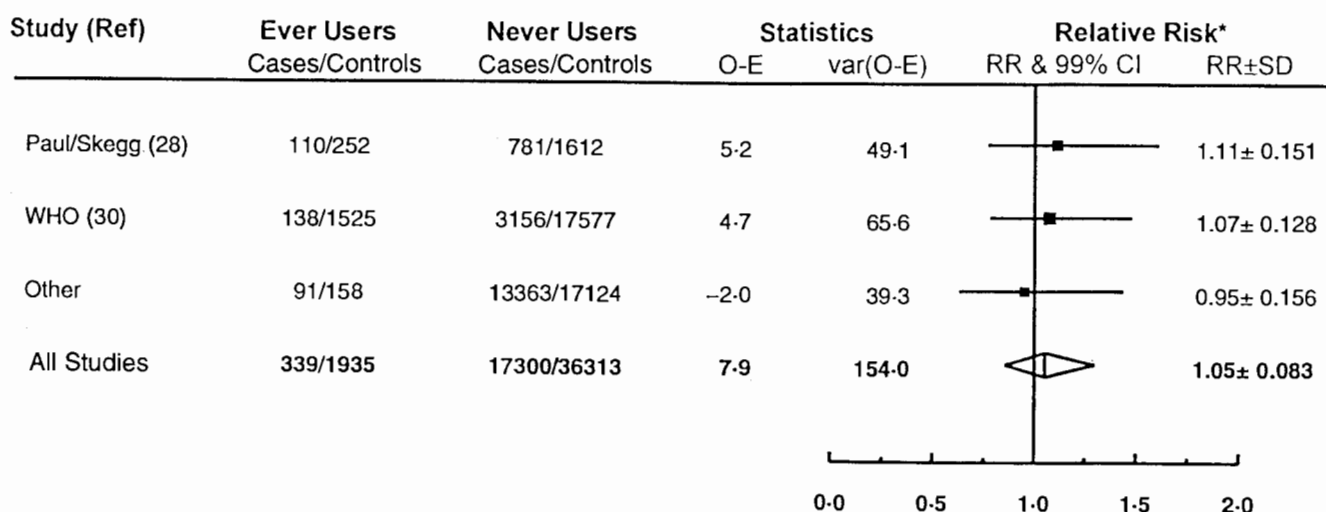 Study (Ref) Ever Users Never Users Statistics Relative Risk*
Cases/Controls Cases/Controls O-E var(O-E) RR & 99% CI RR±SD
Paul/Skegg (28) 110/252 781/1612 5·2 49·1 1.11± 0.151
WHO (30) 138/1525 3156/17577 4·7 65·6 1.07± 0.128
Other 91/158 13363/17124 –2·0 39·3 0.95± 0.156
All Studies 339/1935 17300/36313 7·9 154·0 1.05± 0.083
0·0 0·5 1·0 1·5 2·0